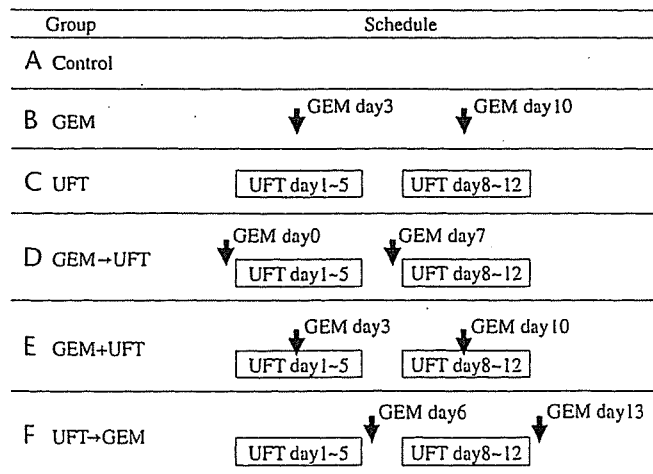 Group Schedule
A Control
B GEM GEM day3 GEM day10
C UFT UFT day1~5 UFT day8~12
GEM day0 GEM day7
D GEM→UFT UFT day1~5 UFT day8~12
GEM day3 GEM day10
E GEM+UFT UFT day1~5 UFT day8~12
GEM day6 GEM day13
F UFT→GEM UFT day1~5 UFT day8~12